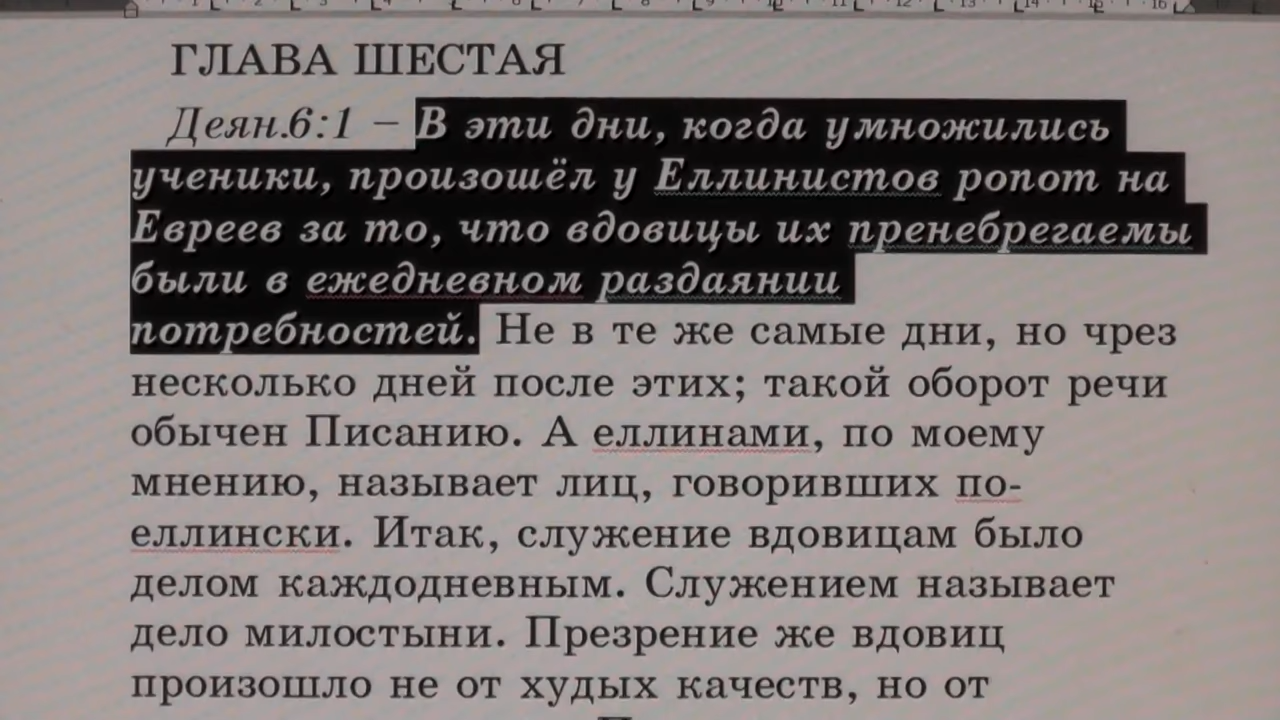 ГЛАВА ШЕСТАЯ
Деян.6:1 – В эти дни, когда умножились
ученики, произошёл у Еллинистов ропот на
Евреев за то, что вдовицы их пренебрегаемы
были в ежедневном раздаянии
потребностей. Не в те же самые дни, но чрез
несколько дней после этих; такой оборот речи
обычен Писанию. А еллинами, по моему
мнению, называет лиц, говоривших по-
еллински. Итак, служение вдовицам было
делом каждодневным. Служением называет
дело милостыни. Презрение же вдовиц
произошло не от худых качеств, но от